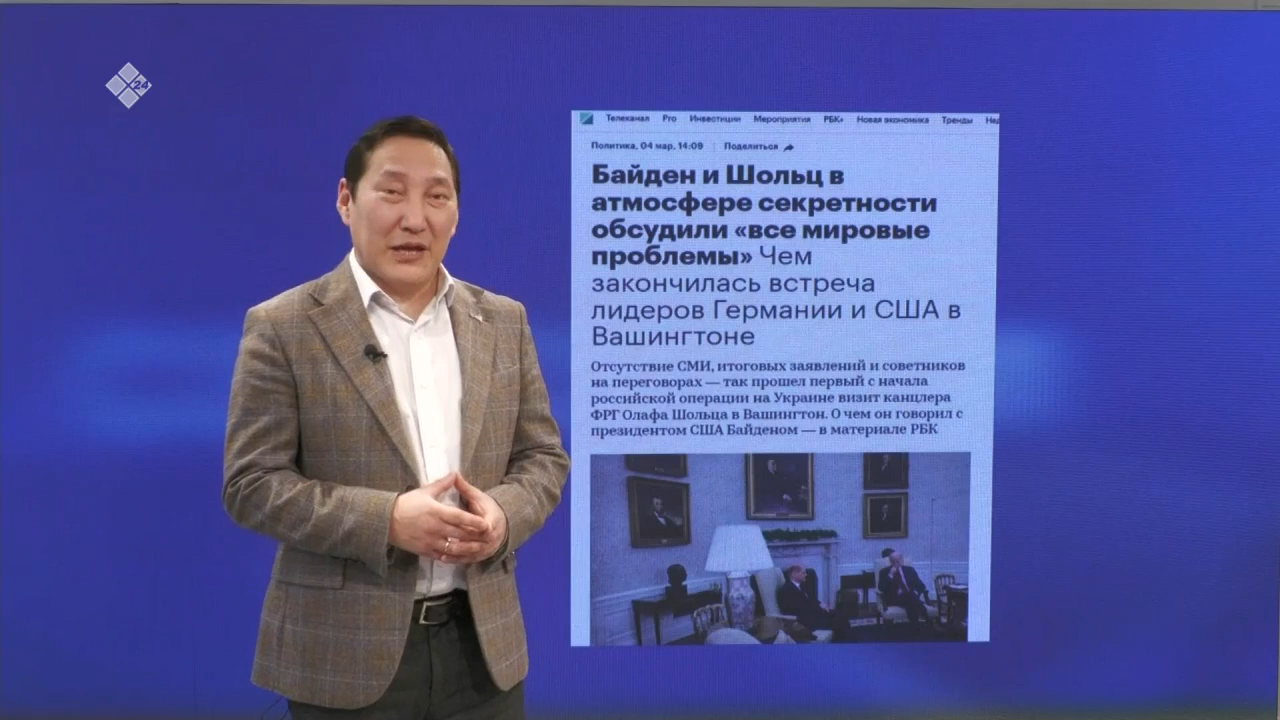 24
Телеканал Pro Инвестиции Мероприятия РБК+ Новая экономика Тренды
Политика, 04 мар, 14:09 Поделиться
Байден и Шольц в
атмосфере секретности
обсудили «все мировые
проблемы» Чем
закончилась встреча
лидеров Германии и США в
Вашингтоне
Отсутствие СМИ, итоговых заявлений и советников
на переговорах — так прошел первый с начала
российской операции на Украине визит канцлера
ФРГ Олафа Шольца в Вашингтон. О чем он говорил с
президентом США Байденом — в материале РБК